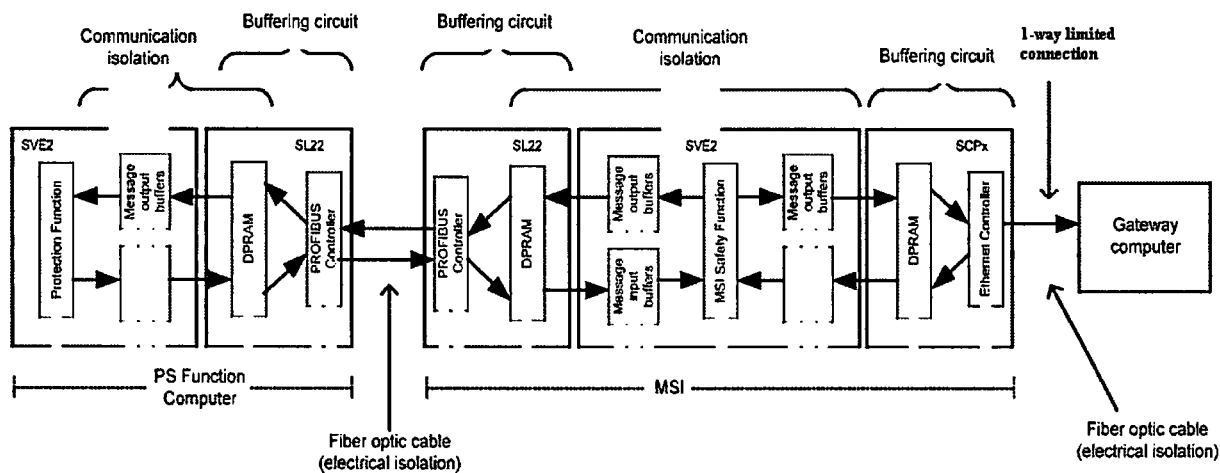 Buffering circuit
Buffering circuit
1-way limited
connection
Communication
isolation
Communication
isolation
Buffering circuit
SVE2
SL22
SL22
SVE2
SCPx
Protection Function
Message
output
buffers
DPRAM
PROFIBUS
Controller
PROFIBUS
Controller
DPRAM
Message
output
buffers
Message
input
buffers
MSI Safety Function
Message
output
buffers
DPRAM
Ethernet Controller
Gateway
computer
PS Function
Computer
MSI
Fiber optic cable
(electrical isolation)
Fiber optic cable
(electrical isolation)